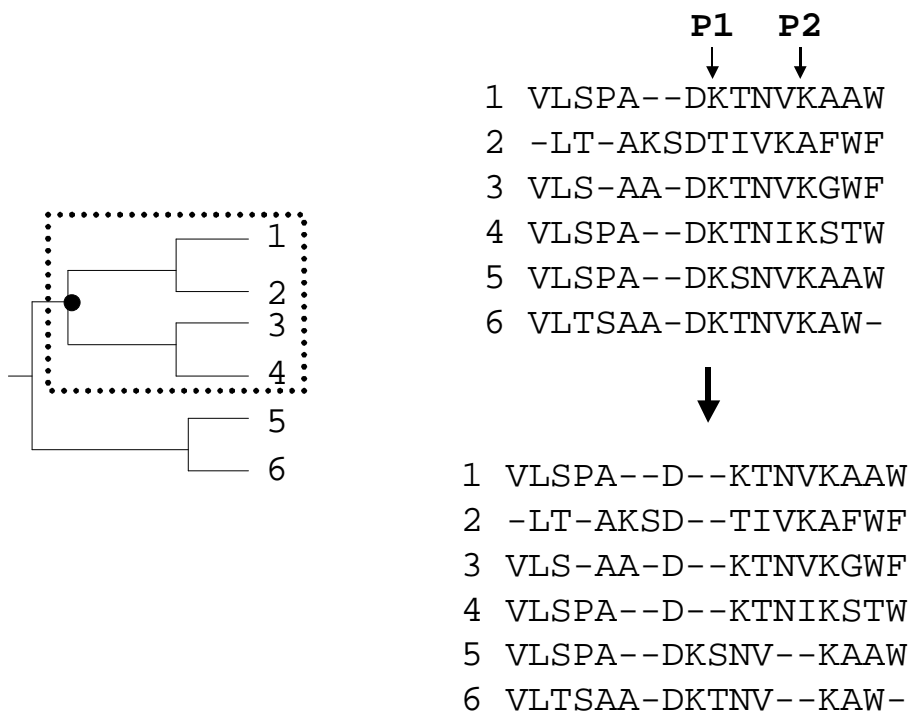 P1 P2
1 VLSPA--DKTNVKAAW
2 -LT-AKSDTIVKAFWF
3 VLS-AA-DKTNVKGWF
4 VLSPA--DKTNIKSTW
5 VLSPA--DKSNVKAAW
6 VLTSAA-DKTNVKAW-
1
2
3
4
5
6
1 VLSPA--D--KTNVKAAW
2 -LT-AKSD--TIVKAFWF
3 VLS-AA-D--KTNVKGWF
4 VLSPA--D--KTNIKSTW
5 VLSPA--DKSNV--KAAW
6 VLTSAA-DKTNV--KAW-